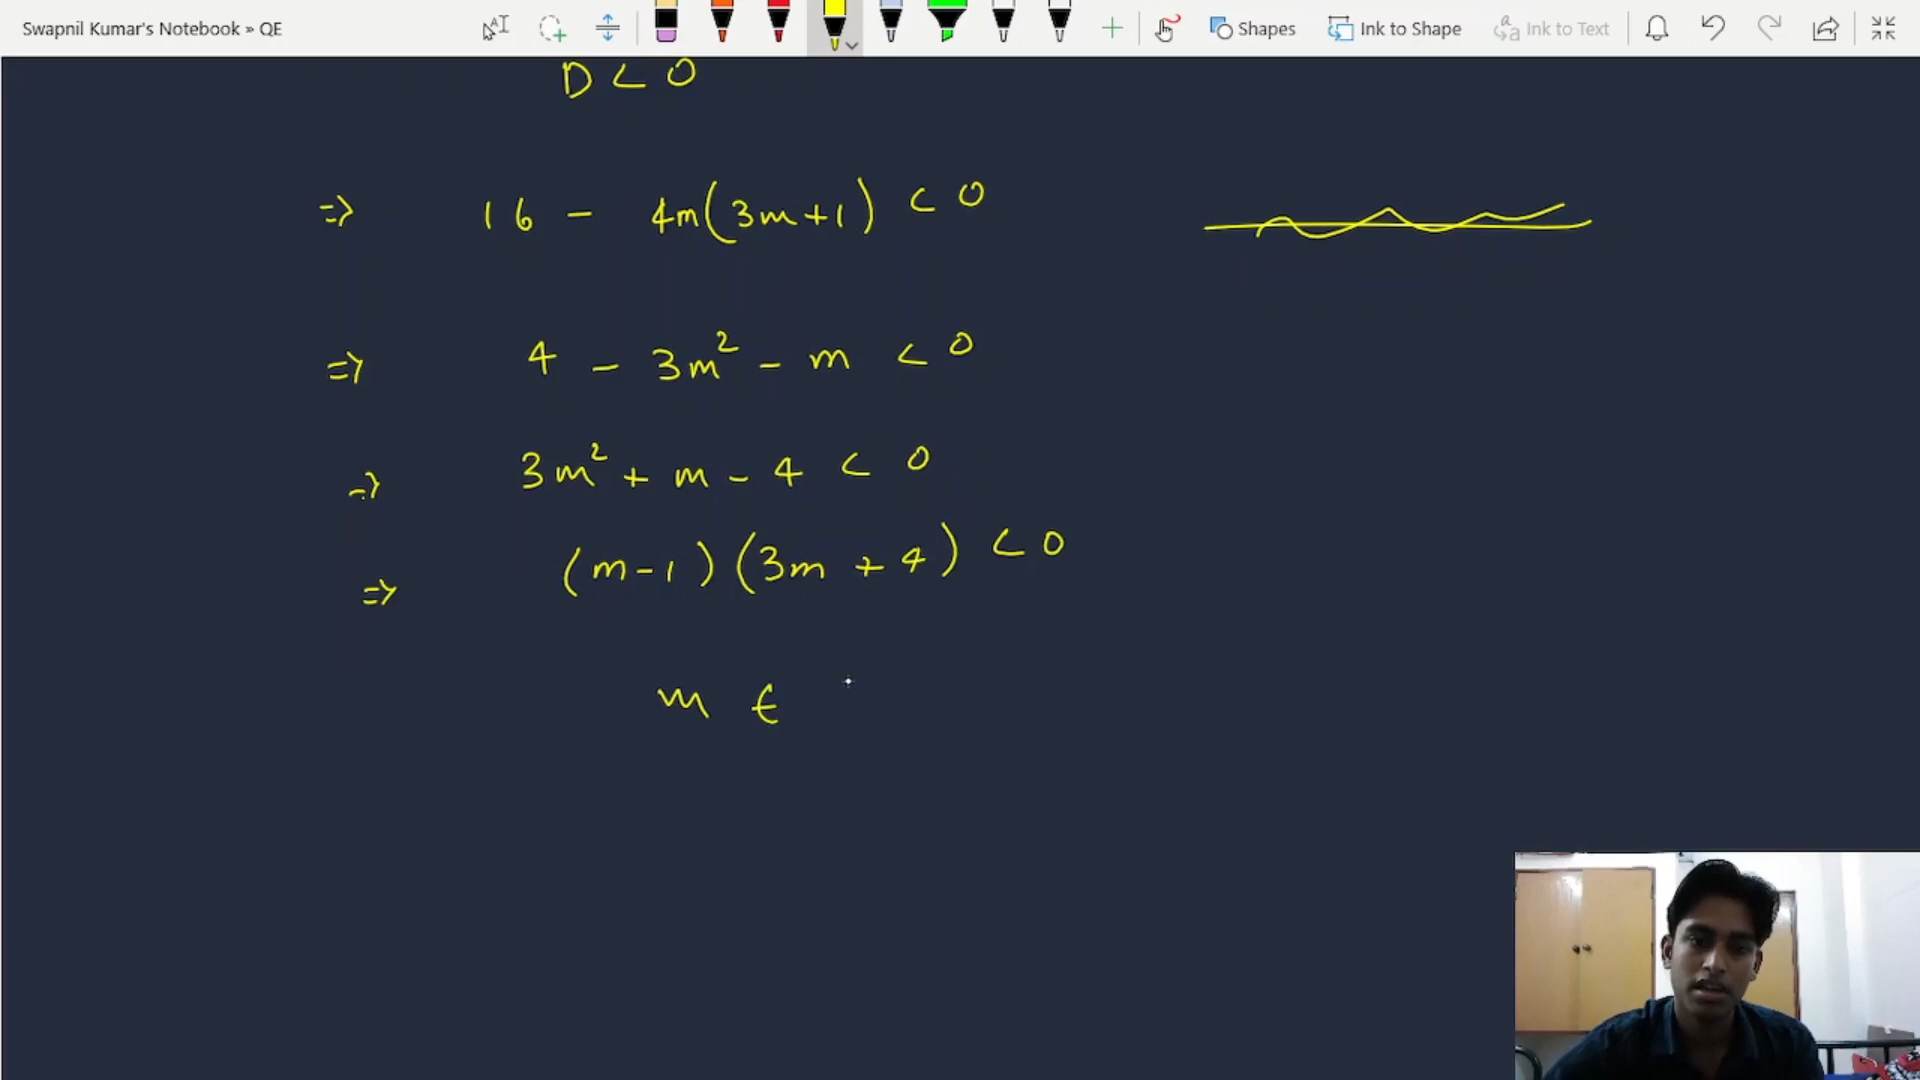 Swapnil Kumar's Notebook » QE
Shapes
Ink to Shape
Ink to Text
D < 0
=> 16 - 4m(3m+1) < 0
=> 4 - 3m² - m < 0
=> 3m² + m - 4 < 0
=> (m-1)(3m + 4) < 0
m ∈